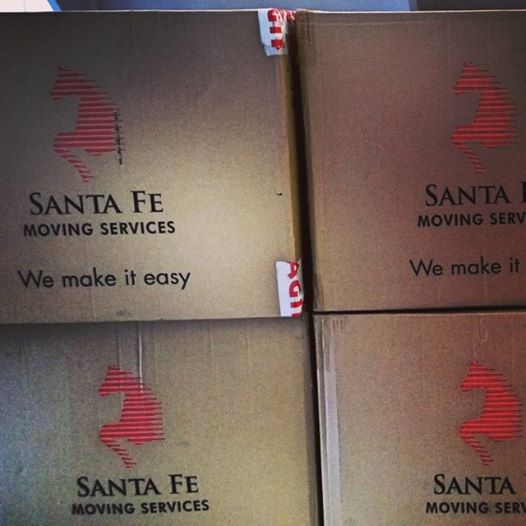 SANTA FE
MOVING SERVICES
We make it easy
SANTA
MOVING SERV
We make it
SANTA FE
MOVING SERVICES
SANTA
MOVING SERV